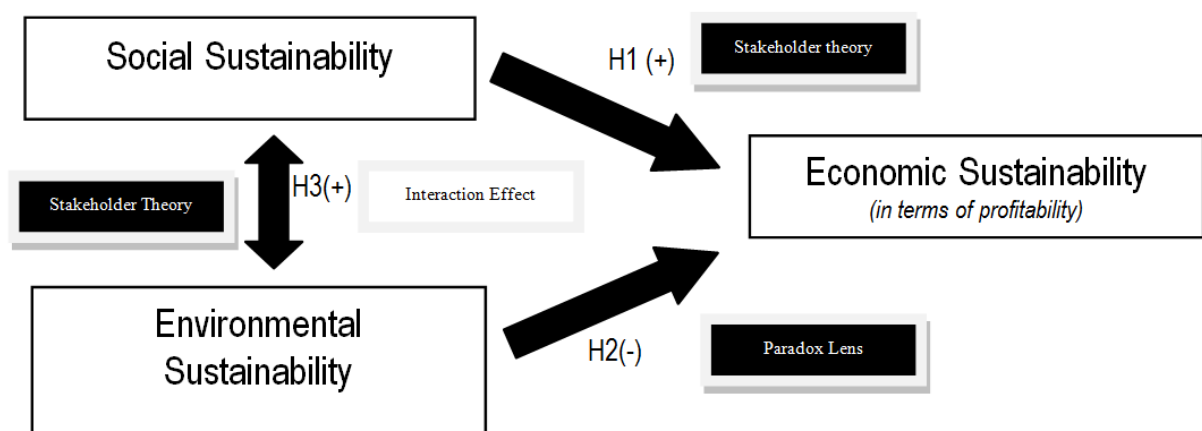 Social Sustainability
H1 (+)
Stakeholder theory
Stakeholder Theory
H3(+)
Interaction Effect
Economic Sustainability
(in terms of profitability)
Environmental
Sustainability
H2(-)
Paradox Lens